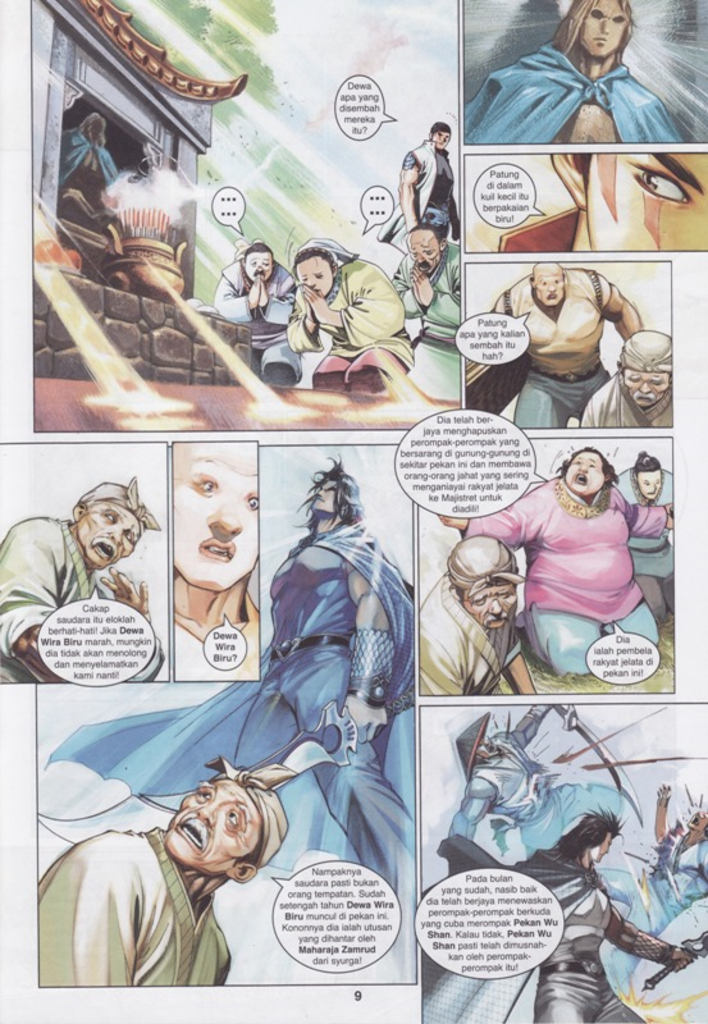 Dewa
apa yang
disembah
mereka
itu?
...
...
...
...
Patung
di dalam
kuil kecil itu
berpakaian
biru!
Patung
apa yang kalian
sembah itu
hah?
Cakap
saudara itu eloklah
berhati-hati! Jika Dewa
Wira Biru marah, mungkin
dia tidak akan menolong
dan menyelamatkan
kami nanti!
Dewa
Wira
Biru?
Dia telah ber-
jaya menghapuskan
perompak-perompak yang
bersarang di gunung-gunung di
sekitar pekan ini dan membawa
orang-orang jahat yang sering
menganiayai rakyat jelata
ke Majistret untuk
diadili!
Dia
ialah pembela
rakyat jelata di
pekan ini!
Nampaknya
saudara pasti bukan
orang tempatan. Sudah
setengah tahun Dewa Wira
Biru muncul di pekan ini.
Kononnya dia ialah utusan
yang dihantar oleh
Maharaja Zamrud
dari syurga!
Pada bulan
yang sudah, nasib baik
dia telah menewaskan
perompak-perompak berkuda
yang cuba merompak Pekan Wu
Shan. Kalau tidak, Pekan Wu
Shan pasti telah dimusnah-
kan oleh perompak-
perompak itu!
9